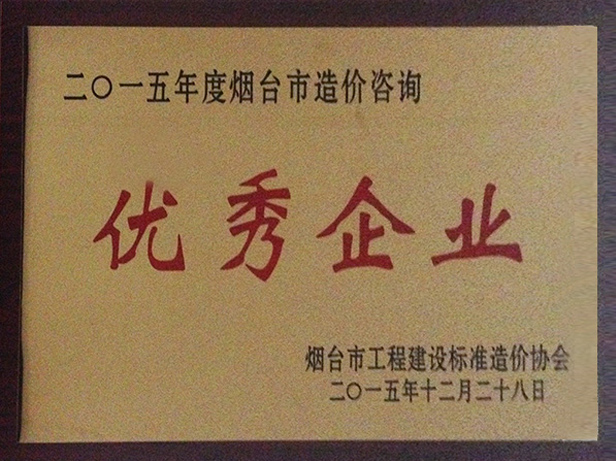 二〇一五年度烟台市造价咨询
优秀企业
烟台市工程建设标准造价协会
二〇一五年十二月二十八日